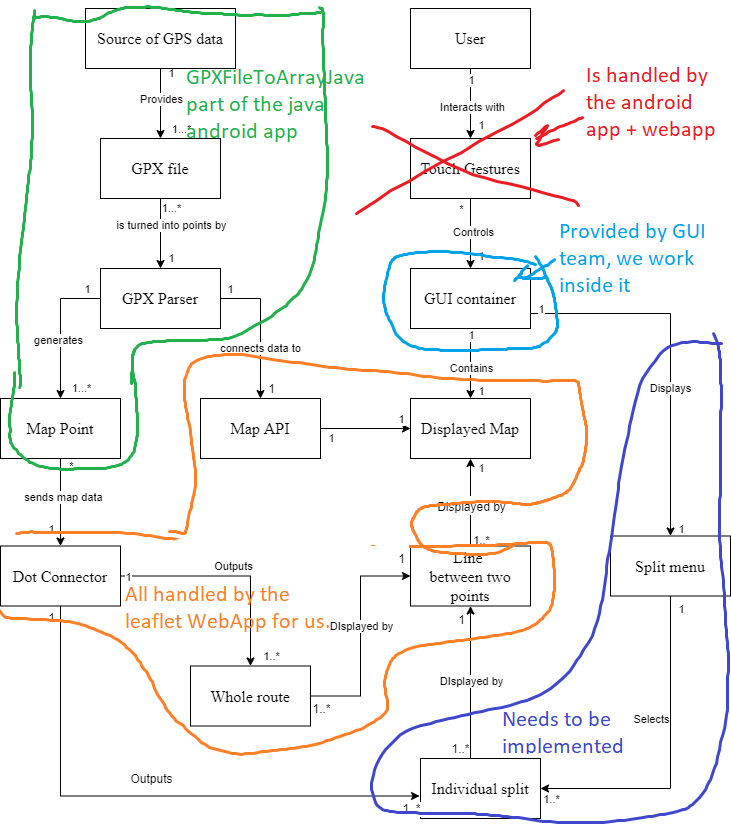 Source of GPS data
User
1
1
GPXFileToArrayJava
part of the java
android app
Is handled by
the android
app + webapp
Provides
Interacts with
1...*
1
GPX file
Touch Gestures
1...*
*
is turned into points by
Controls
Provided by GUI
team, we work
inside it
1
1
GPX Parser
GUI container
1
1
1
1
generates
connects data to
Contains
Displays
1...*
1
1
Map Point
Map API
Displayed Map
1
1
*
1
sends map data
Displayed by
1
1..*
1
Dot Connector
Outputs
1
Line
between two
points
Split menu
1
All handled by the
leaflet WebApp for us.
1
1
1
DIsplayed by
1..*
Whole route
1..*
DIsplayed by
Needs to be
implemented
Selects
1..*
Outputs
Individual split
1..*
1..*